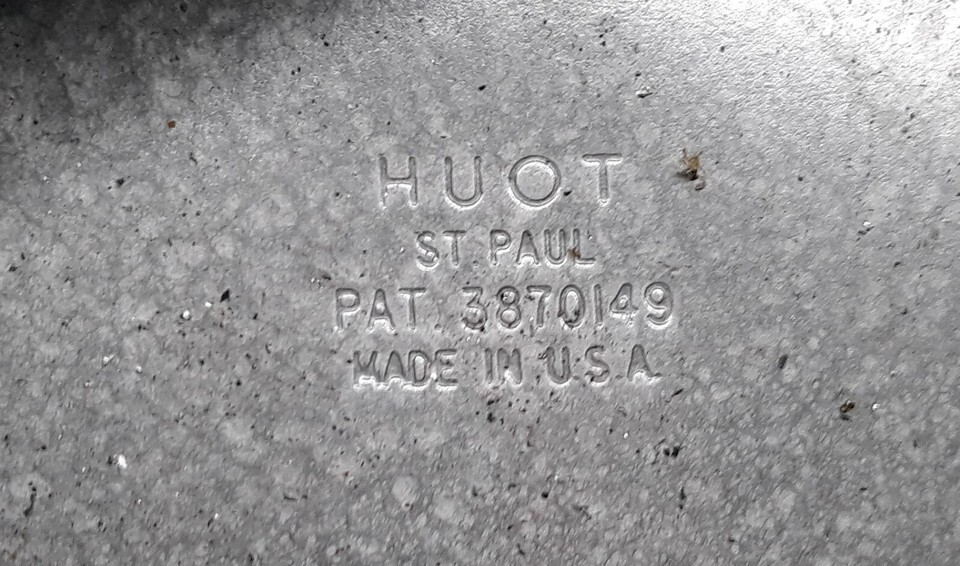 HUOT
ST. PAUL
PAT. 3870149
MADE IN U.S.A.